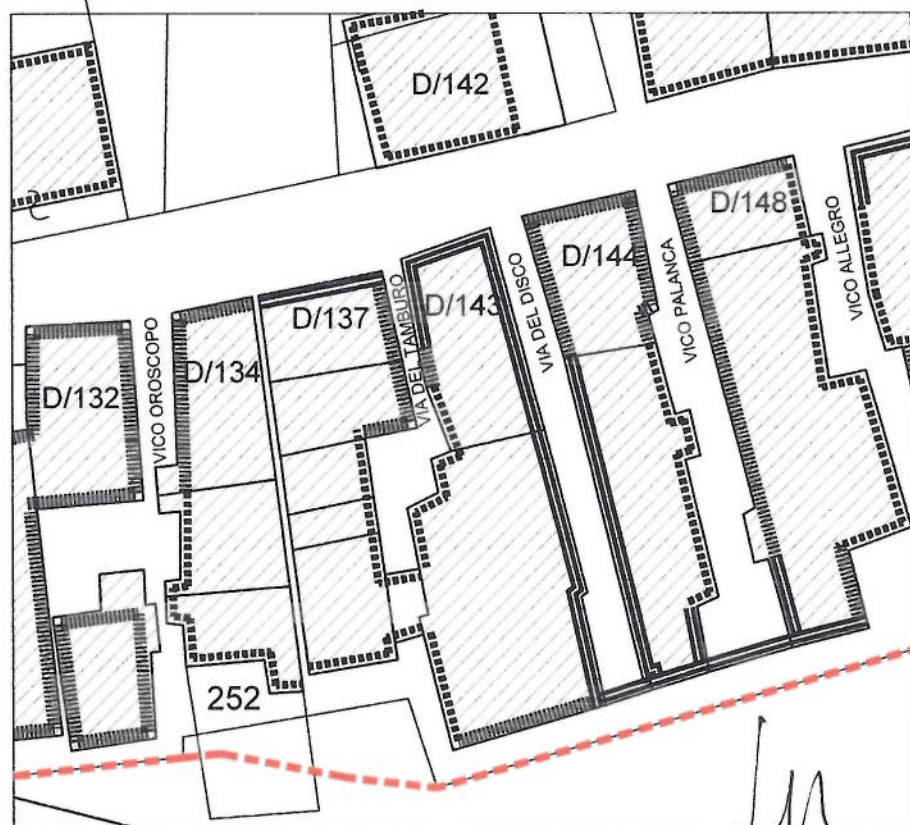 D/142
D/148
D/144
D/143
D/137
D/134
D/132
VICO OROSCOPO
VIA DEL TAMBURO
VIA DEL DISCO
VICO PALANCA
VICO ALLEGRO
252